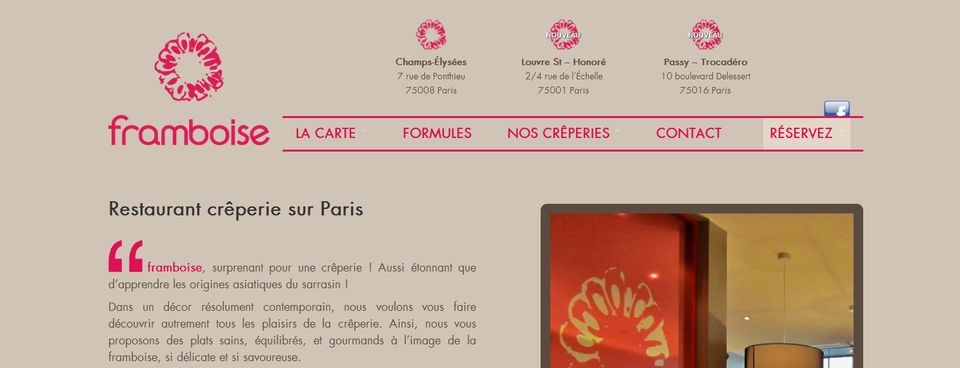 NOUVEAU
NOUVEAU
Champs-Élysées
7 rue de Ponthieu
75008 Paris
Louvre St – Honoré
2/4 rue de l'Échelle
75001 Paris
Passy – Trocadéro
10 boulevard Delessert
75016 Paris
framboise
f
LA CARTE
FORMULES
NOS CRÊPERIES
CONTACT
RÉSERVEZ
Restaurant crêperie sur Paris
“ framboise, surprenant pour une crêperie ! Aussi étonnant que
d'apprendre les origines asiatiques du sarrasin !
Dans un décor résolument contemporain, nous voulons vous faire
découvrir autrement tous les plaisirs de la crêperie. Ainsi, nous vous
proposons des plats sains, équilibrés, et gourmands à l'image de la
framboise, si délicate et si savoureuse.